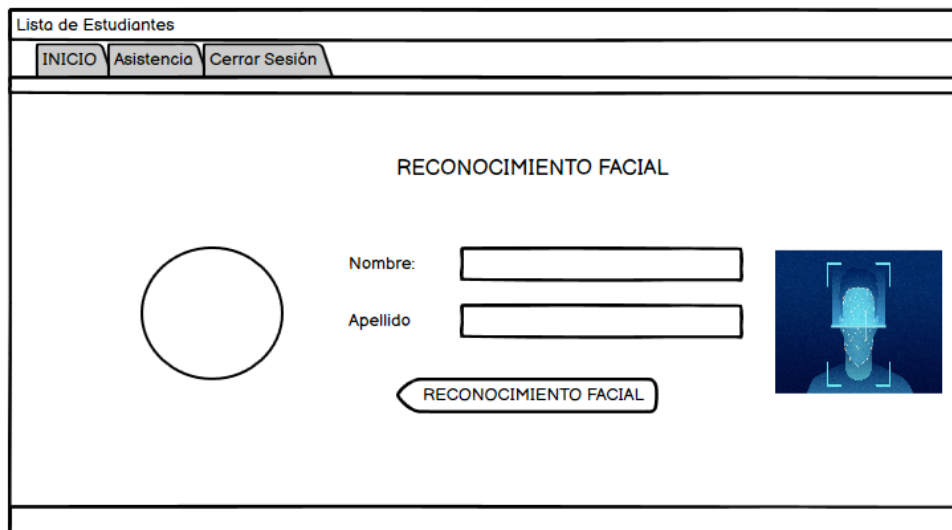 Lista de Estudiantes
INICIO Asistencia Cerrar Sesión
RECONOCIMIENTO FACIAL
Nombre:
Apellido
RECONOCIMIENTO FACIAL